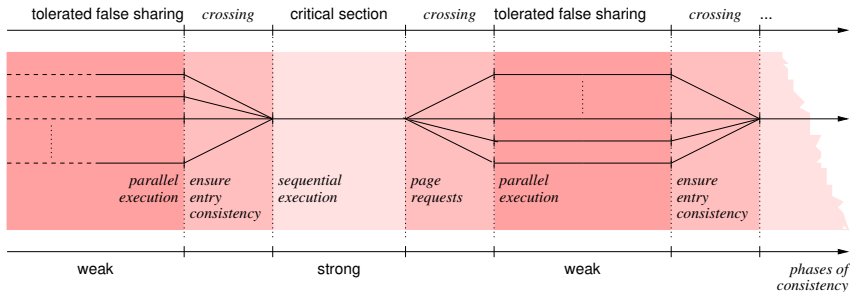 tolerated false sharing crossing critical section crossing tolerated false sharing crossing ...
parallel execution
ensure entry consistency
sequential execution
page requests
parallel execution
ensure entry consistency
weak strong weak phases of consistency